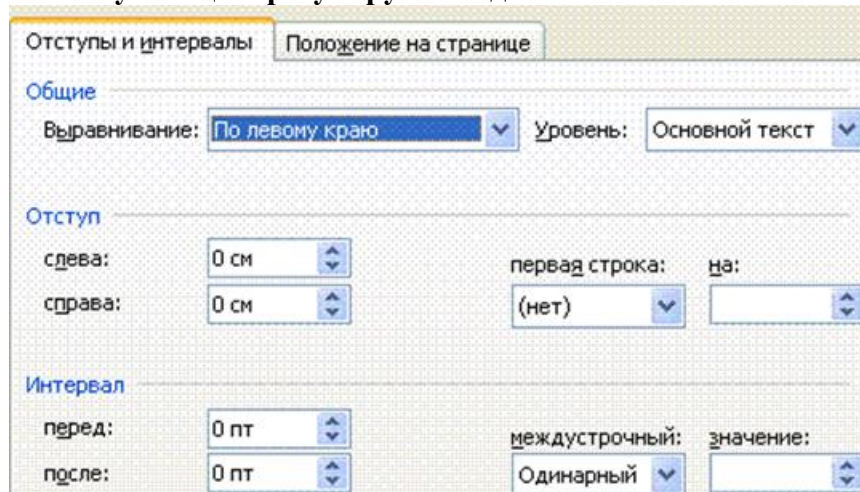 Отступы и интервалы Положение на странице
Общие
Выравнивание: По левому краю Уровень: Основной текст
Отступ
слева: 0 см первая строка: на:
справа: 0 см (нет)
Интервал
перед: 0 пт междустрочный: значение:
после: 0 пт Одинарный